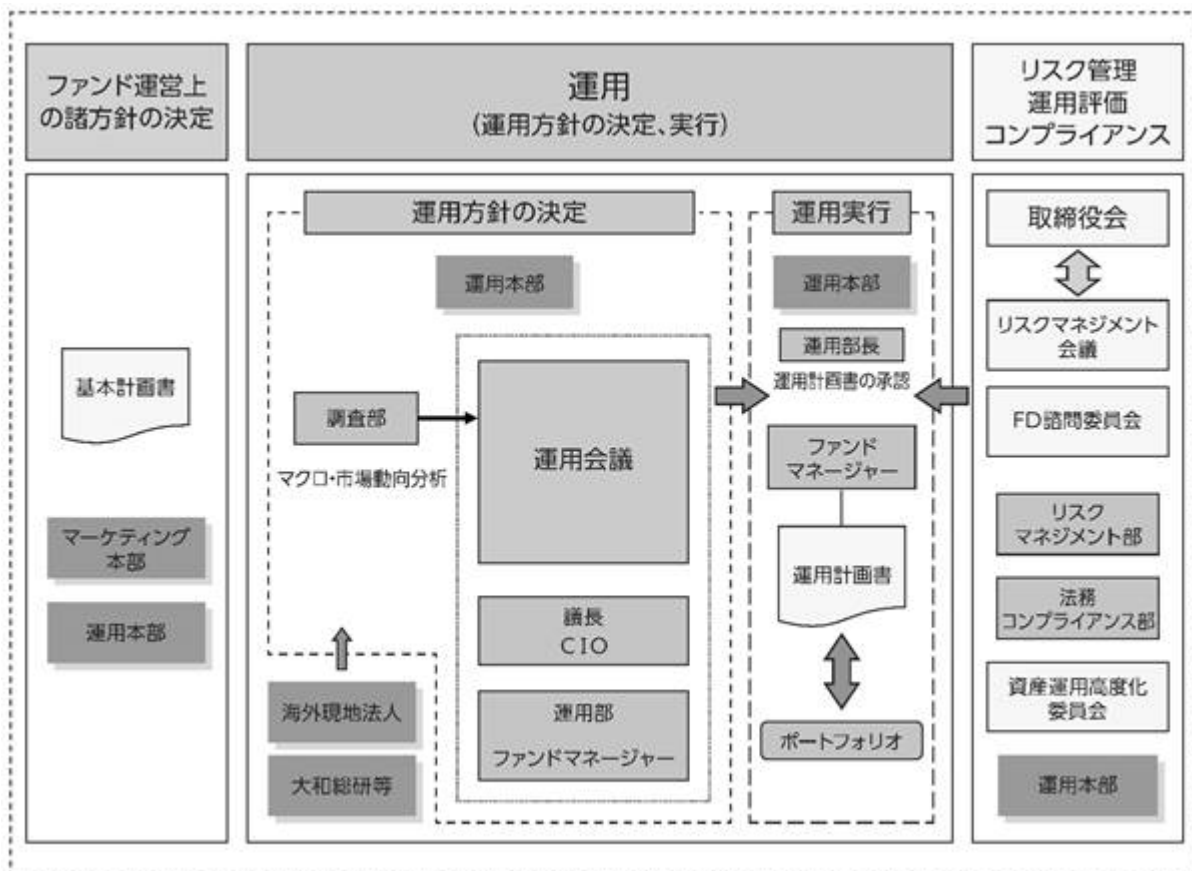 ファンド運営上
の諸方針の決定
運用
(運用方針の決定、実行)
リスク管理
運用評価
コンプライアンス
基本計画書
マーケティング
本部
運用本部
運用方針の決定
運用本部
調査部
マクロ・市場動向分析
運用会議
議長
CIO
運用部
ファンドマネージャー
海外現地法人
大和総研等
運用実行
運用本部
運用部長
運用計画書の承認
ファンド
マネージャー
運用計画書
ポートフォリオ
取締役会
リスクマネジメント
会議
FD諮問委員会
リスク
マネジメント部
法務
コンプライアンス部
資産運用高度化
委員会
運用本部